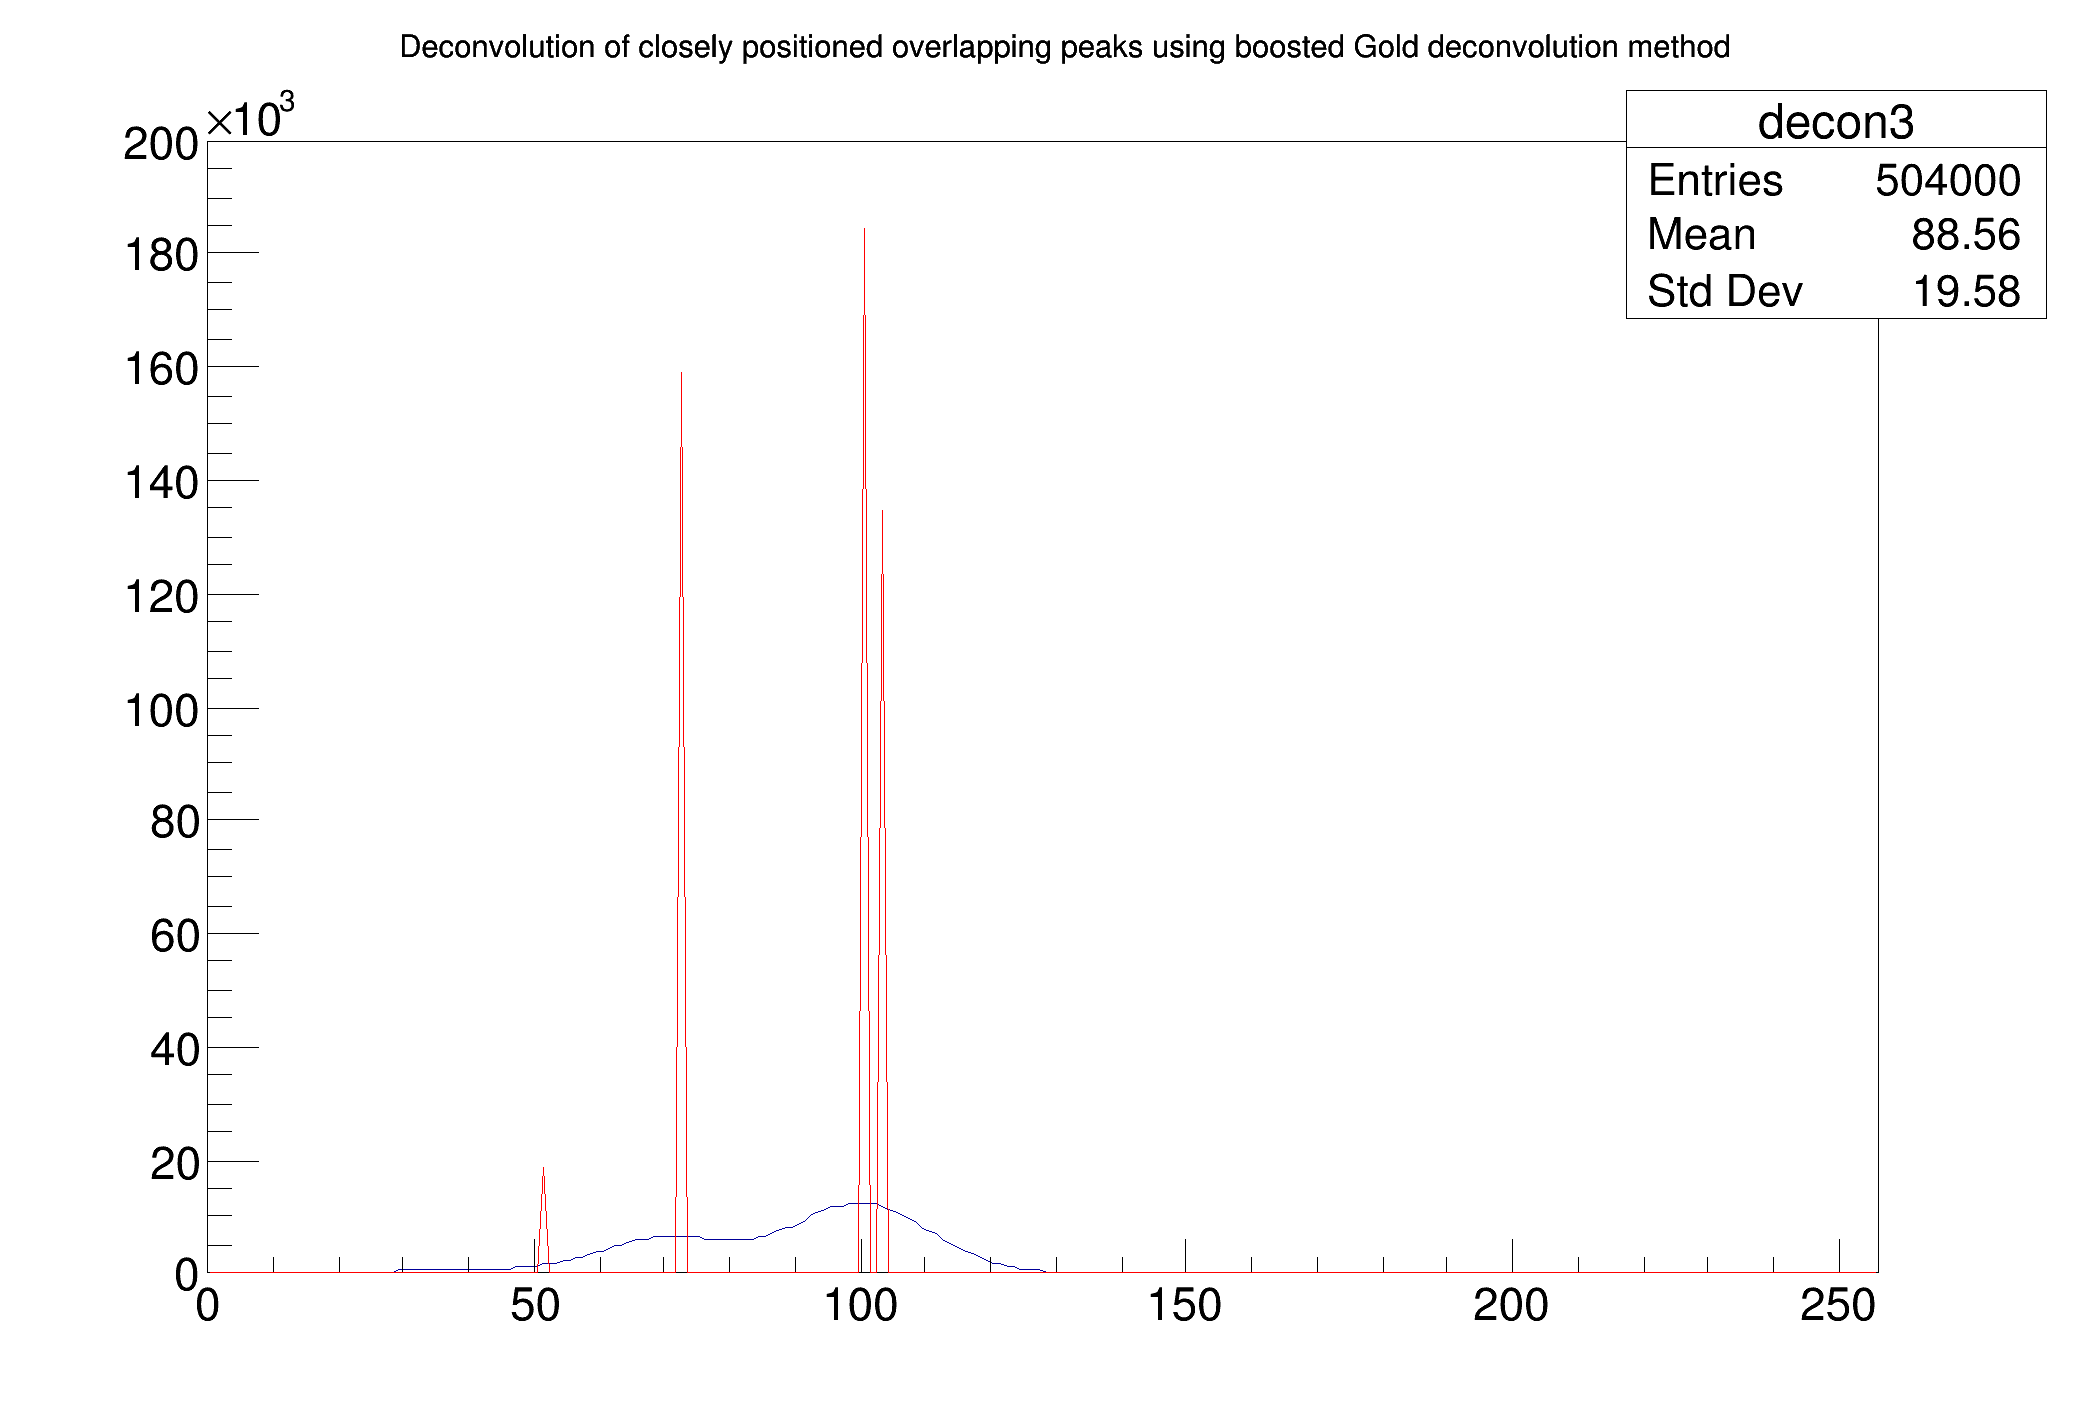 Deconvolution of closely positioned overlapping peaks using boosted Gold deconvolution method
×10³
decon3
Entries 504000
Mean 88.56
Std Dev 19.58
200
180
160
140
120
100
80
60
40
20
0
0 50 100 150 200 250